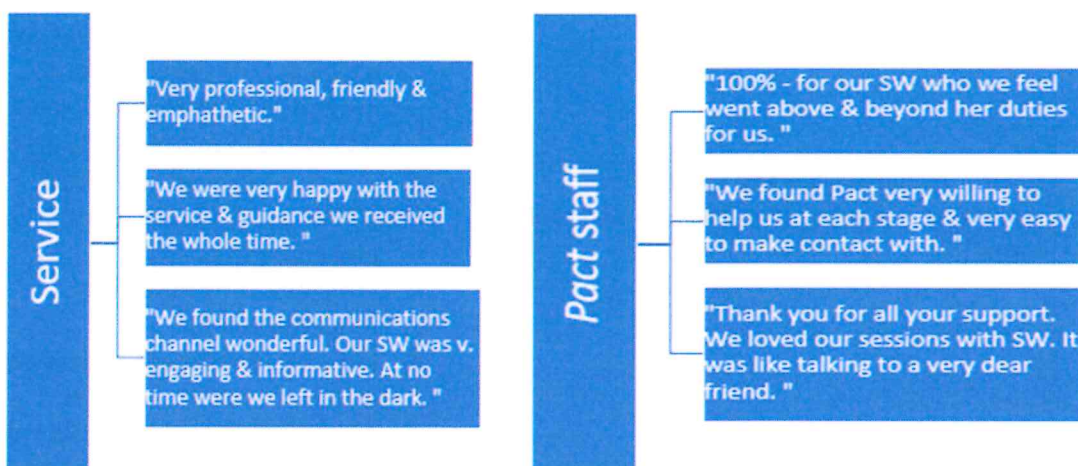 Service
"Very professional, friendly &
emphathetic."
"We were very happy with the
service & guidance we received
the whole time. "
"We found the communications
channel wonderful. Our SW was v.
engaging & informative. At no
time were we left in the dark. "
Pact staff
"100% - for our SW who we feel
went above & beyond her duties
for us. "
"We found Pact very willing to
help us at each stage & very easy
to make contact with. "
"Thank you for all your support.
We loved our sessions with SW. It
was like talking to a very dear
friend. "